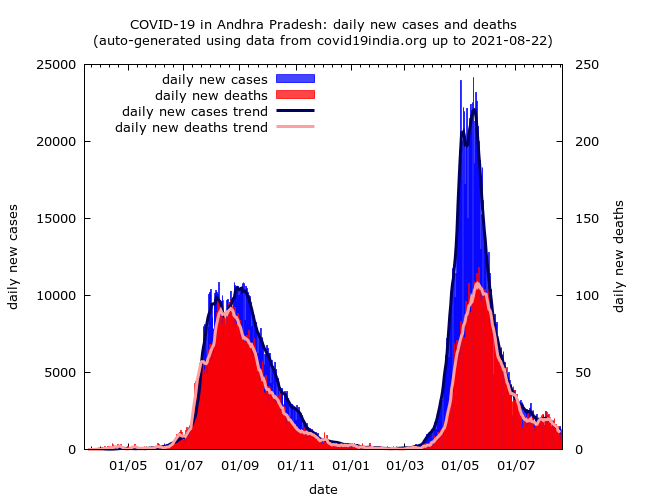 COVID-19 in Andhra Pradesh: daily new cases and deaths
(auto-generated using data from covid19india.org up to 2021-08-22)
daily new cases
daily new deaths
daily new cases trend
daily new deaths trend
25000
20000
15000
10000
5000
0
daily new cases
250
200
150
100
50
0
daily new deaths
01/05 01/07 01/09 01/11 01/01 01/03 01/05 01/07
date